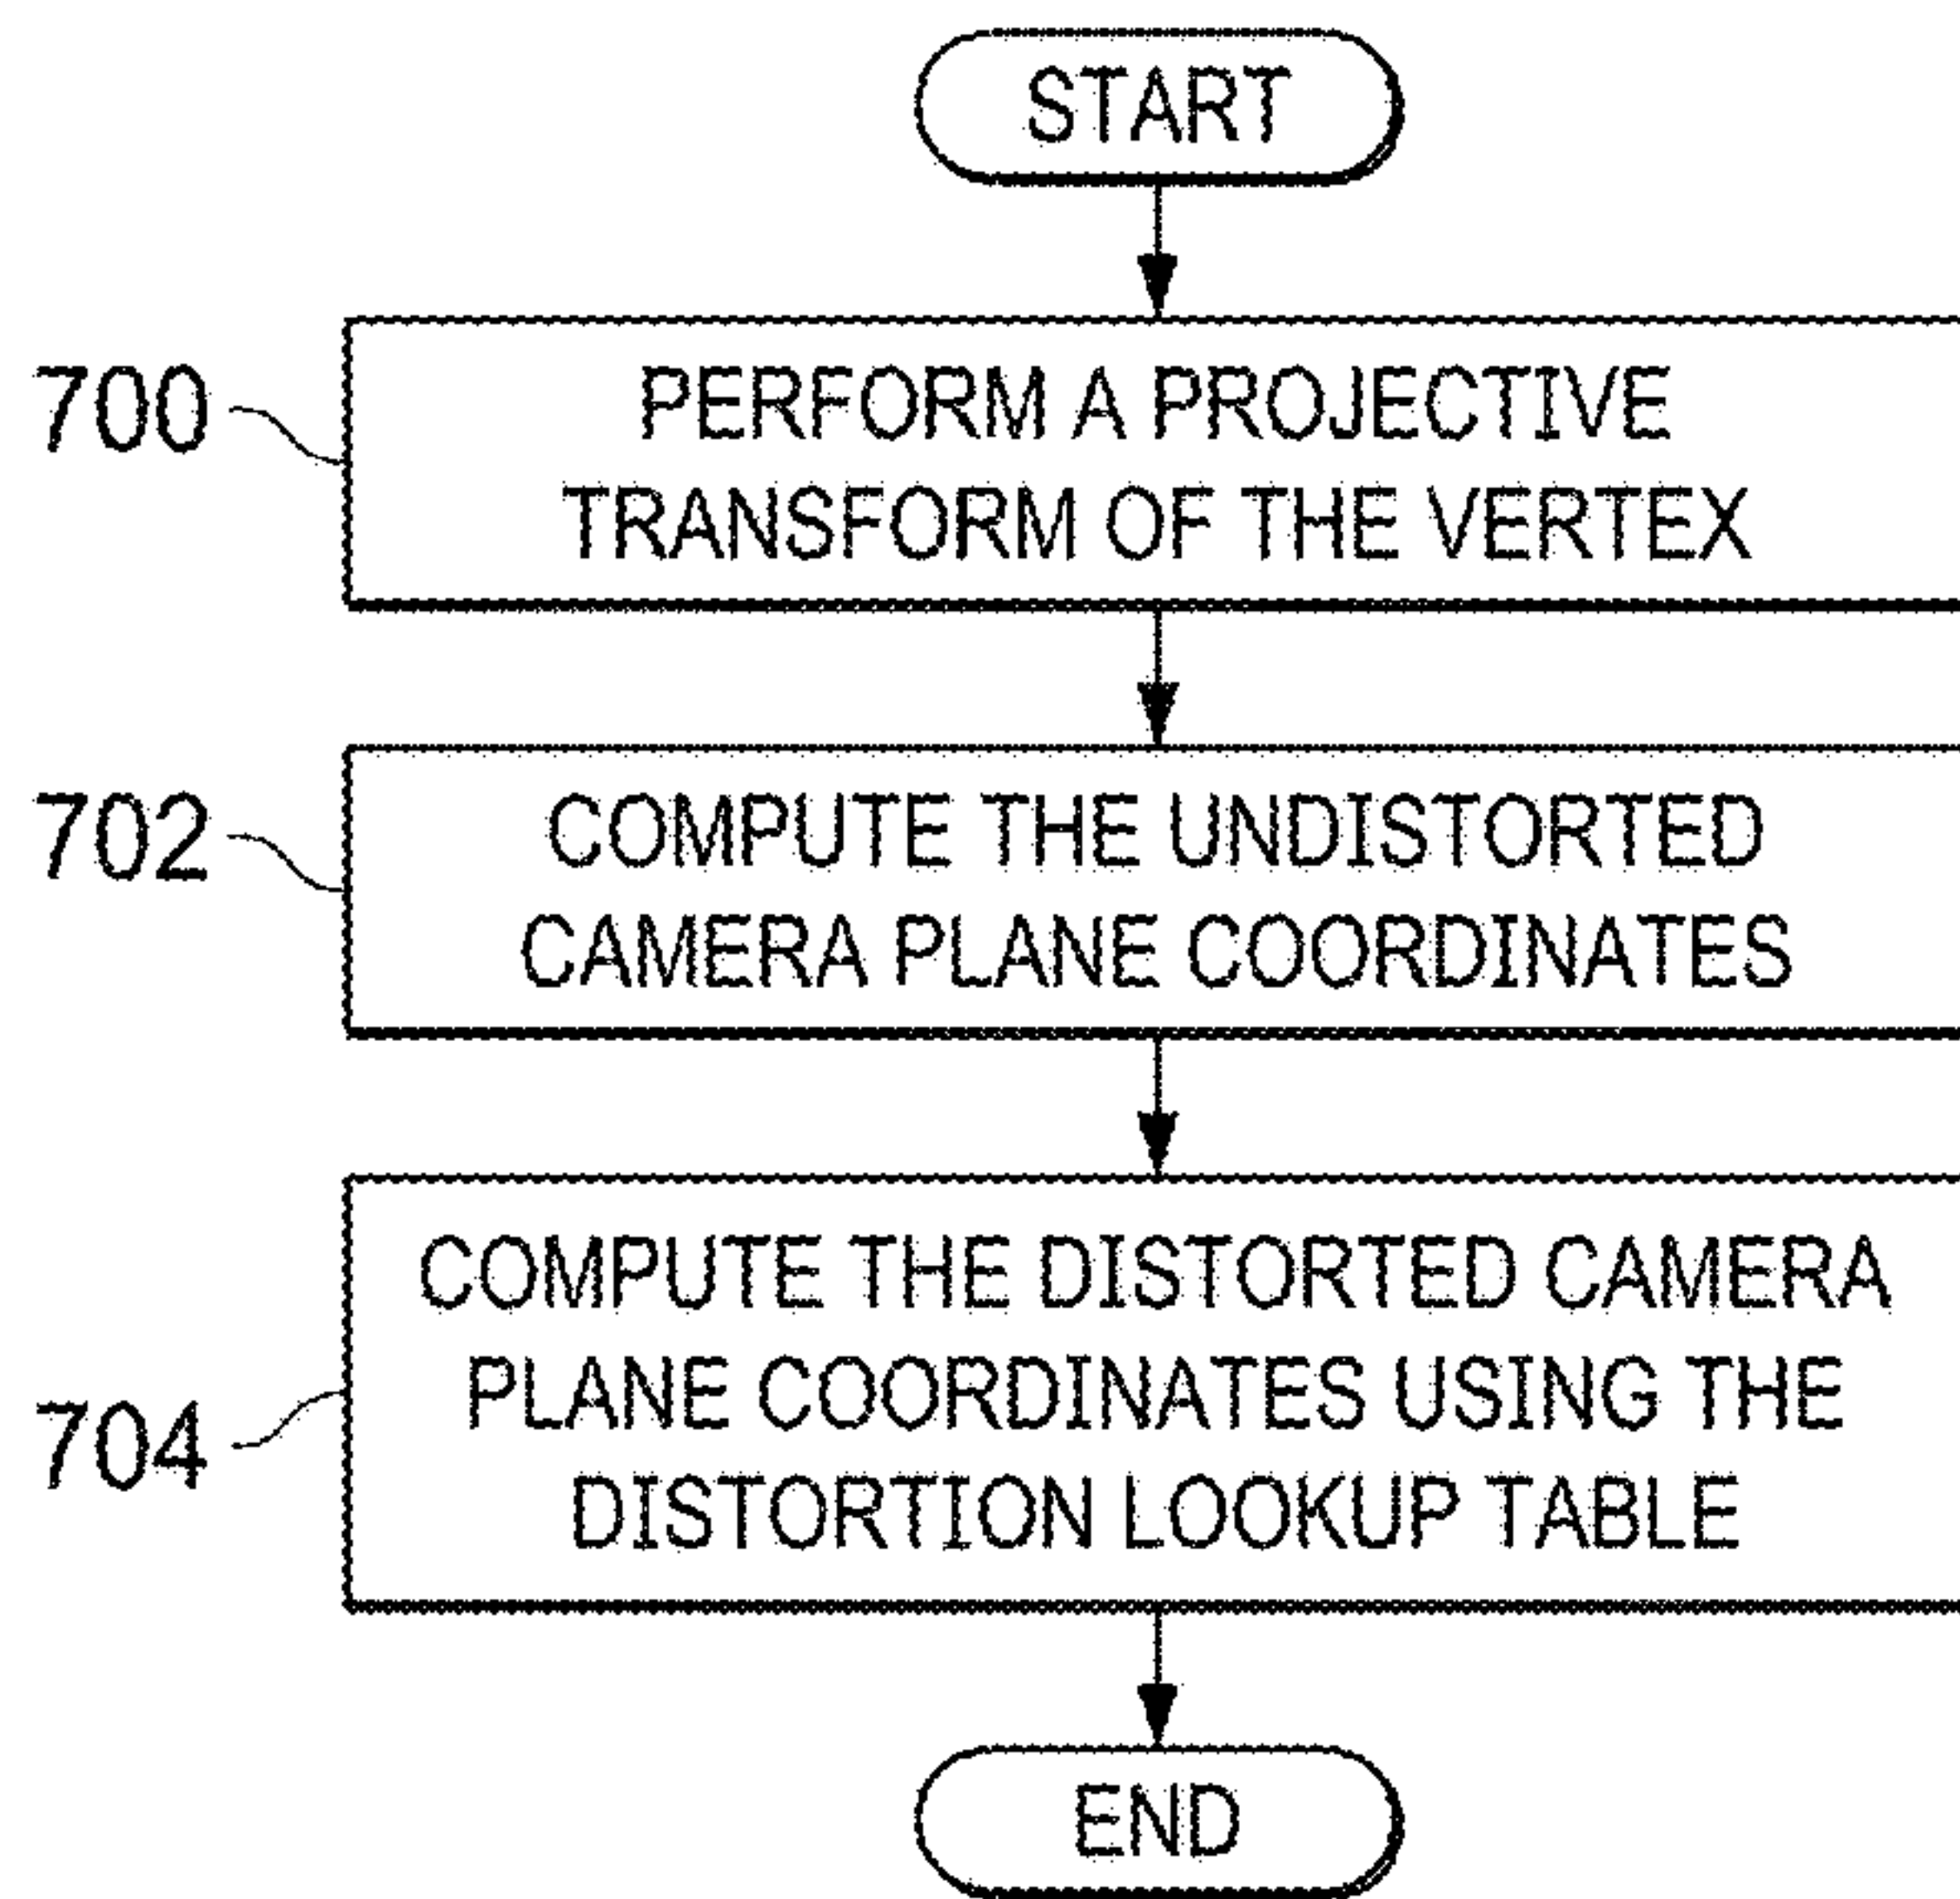 START
700
PERFORM A PROJECTIVE
TRANSFORM OF THE VERTEX
702
COMPUTE THE UNDISTORTED
CAMERA PLANE COORDINATES
704
COMPUTE THE DISTORTED CAMERA
PLANE COORDINATES USING THE
DISTORTION LOOKUP TABLE
END